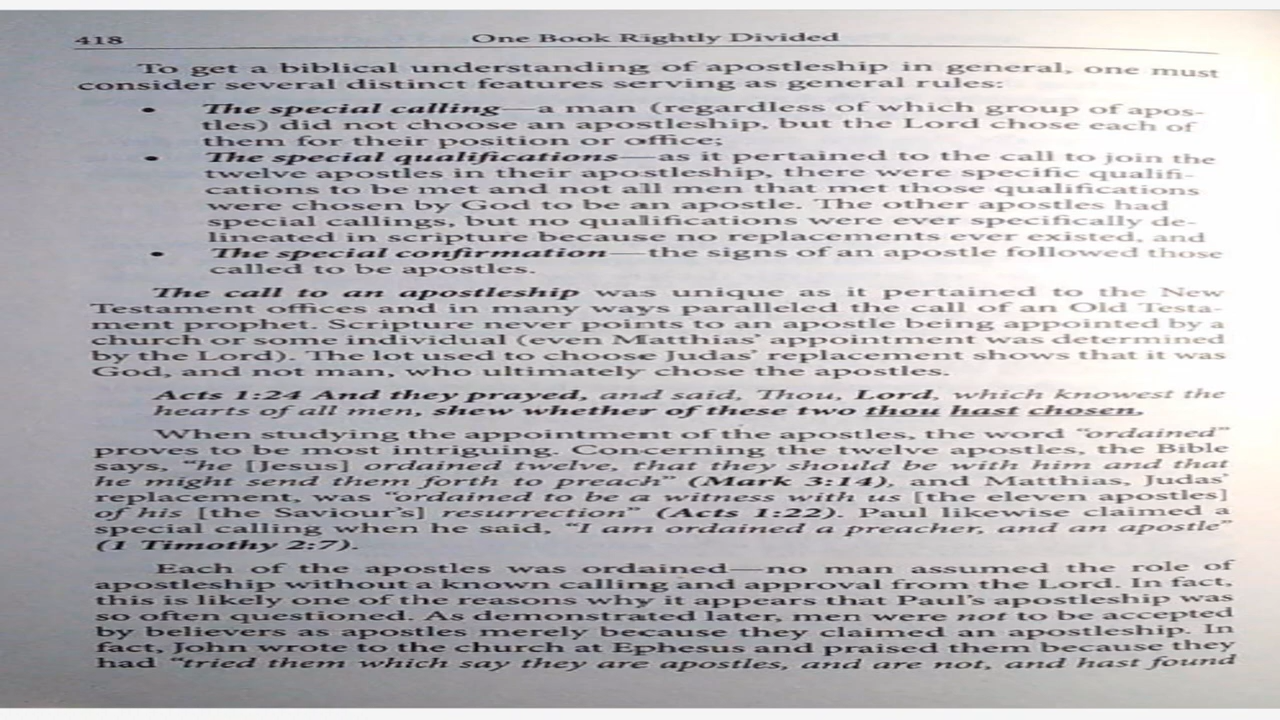 418
One Book Rightly Divided
To get a biblical understanding of apostleship in general, one must
consider several distinct features serving as general rules:
• The special calling—a man (regardless of which group of apos-
tles) did not choose an apostleship, but the Lord chose each of
them for their position or office;
• The special qualifications—as it pertained to the call to join the
twelve apostles in their apostleship, there were specific qualifi-
cations to be met and not all men that met those qualifications
were chosen by God to be an apostle. The other apostles had
special callings, but no qualifications were ever specifically de-
lineated in scripture because no replacements ever existed, and
• The special confirmation—the signs of an apostle followed those
called to be apostles.
The call to an apostleship was unique as it pertained to the New
Testament offices and in many ways paralleled the call of an Old Testa-
ment prophet. Scripture never points to an apostle being appointed by a
church or some individual (even Matthias' appointment was determined
by the Lord). The lot used to choose Judas' replacement shows that it was
God, and not man, who ultimately chose the apostles.
Acts 1:24 And they prayed, and said, Thou, Lord, which knowest the
hearts of all men, shew whether of these two thou hast chosen,
When studying the appointment of the apostles, the word "ordained"
proves to be most intriguing. Concerning the twelve apostles, the Bible
says, "he [Jesus] ordained twelve, that they should be with him and that
he might send them forth to preach" (Mark 3:14), and Matthias, Judas'
replacement, was "ordained to be a witness with us [the eleven apostles]
of his [the Saviour's] resurrection" (Acts 1:22). Paul likewise claimed a
special calling when he said, "I am ordained a preacher, and an apostle"
(1 Timothy 2:7).
Each of the apostles was ordained—no man assumed the role of
apostleship without a known calling and approval from the Lord. In fact,
this is likely one of the reasons why it appears that Paul's apostleship was
so often questioned. As demonstrated later, men were not to be accepted
by believers as apostles merely because they claimed an apostleship. In
fact, John wrote to the church at Ephesus and praised them because they
had "tried them which say they are apostles, and are not, and hast found